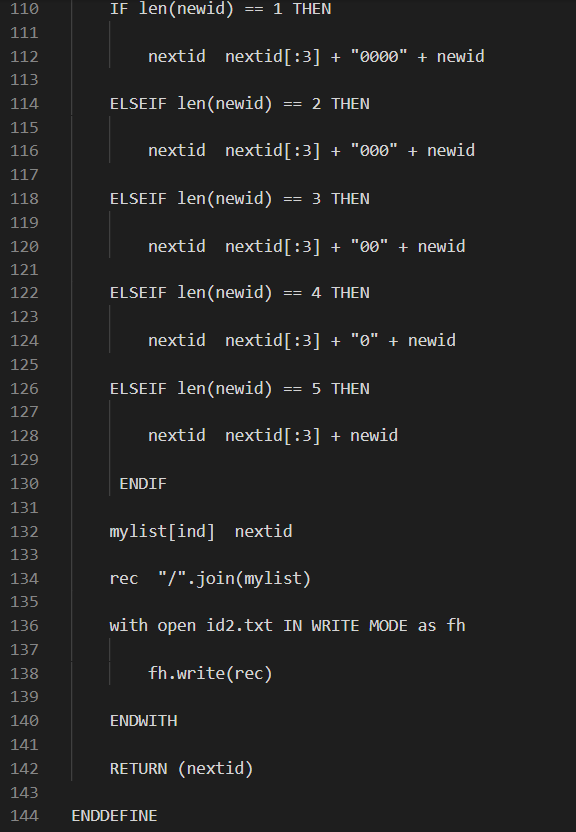 110 IF len(newid) == 1 THEN
111
112 nextid  nextid[:3] + "0000" + newid
113
114 ELSEIF len(newid) == 2 THEN
115
116 nextid  nextid[:3] + "000" + newid
117
118 ELSEIF len(newid) == 3 THEN
119
120 nextid  nextid[:3] + "00" + newid
121
122 ELSEIF len(newid) == 4 THEN
123
124 nextid  nextid[:3] + "0" + newid
125
126 ELSEIF len(newid) == 5 THEN
127
128 nextid  nextid[:3] + newid
129
130 ENDIF
131
132 mylist[ind]  nextid
133
134 rec  "/".join(mylist)
135
136 with open id2.txt IN WRITE MODE as fh
137
138 fh.write(rec)
139
140 ENDWITH
141
142 RETURN (nextid)
143
144 ENDDEFINE